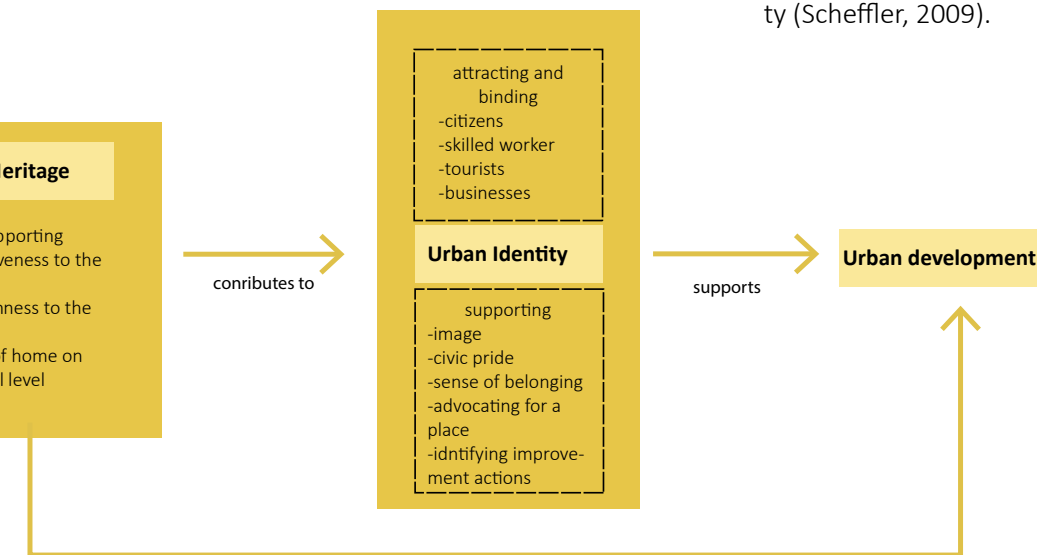 ty (Scheffler, 2009).
attracting and
binding
-citizens
-skilled worker
-tourists
-businesses
Urban Identity
supporting
-image
-civic pride
-sense of belonging
-advocating for a
place
-idntifying improve-
ment actions
eritage
pporting
veness to the
nness to the
f home on
l level
conributes to
supports
Urban development